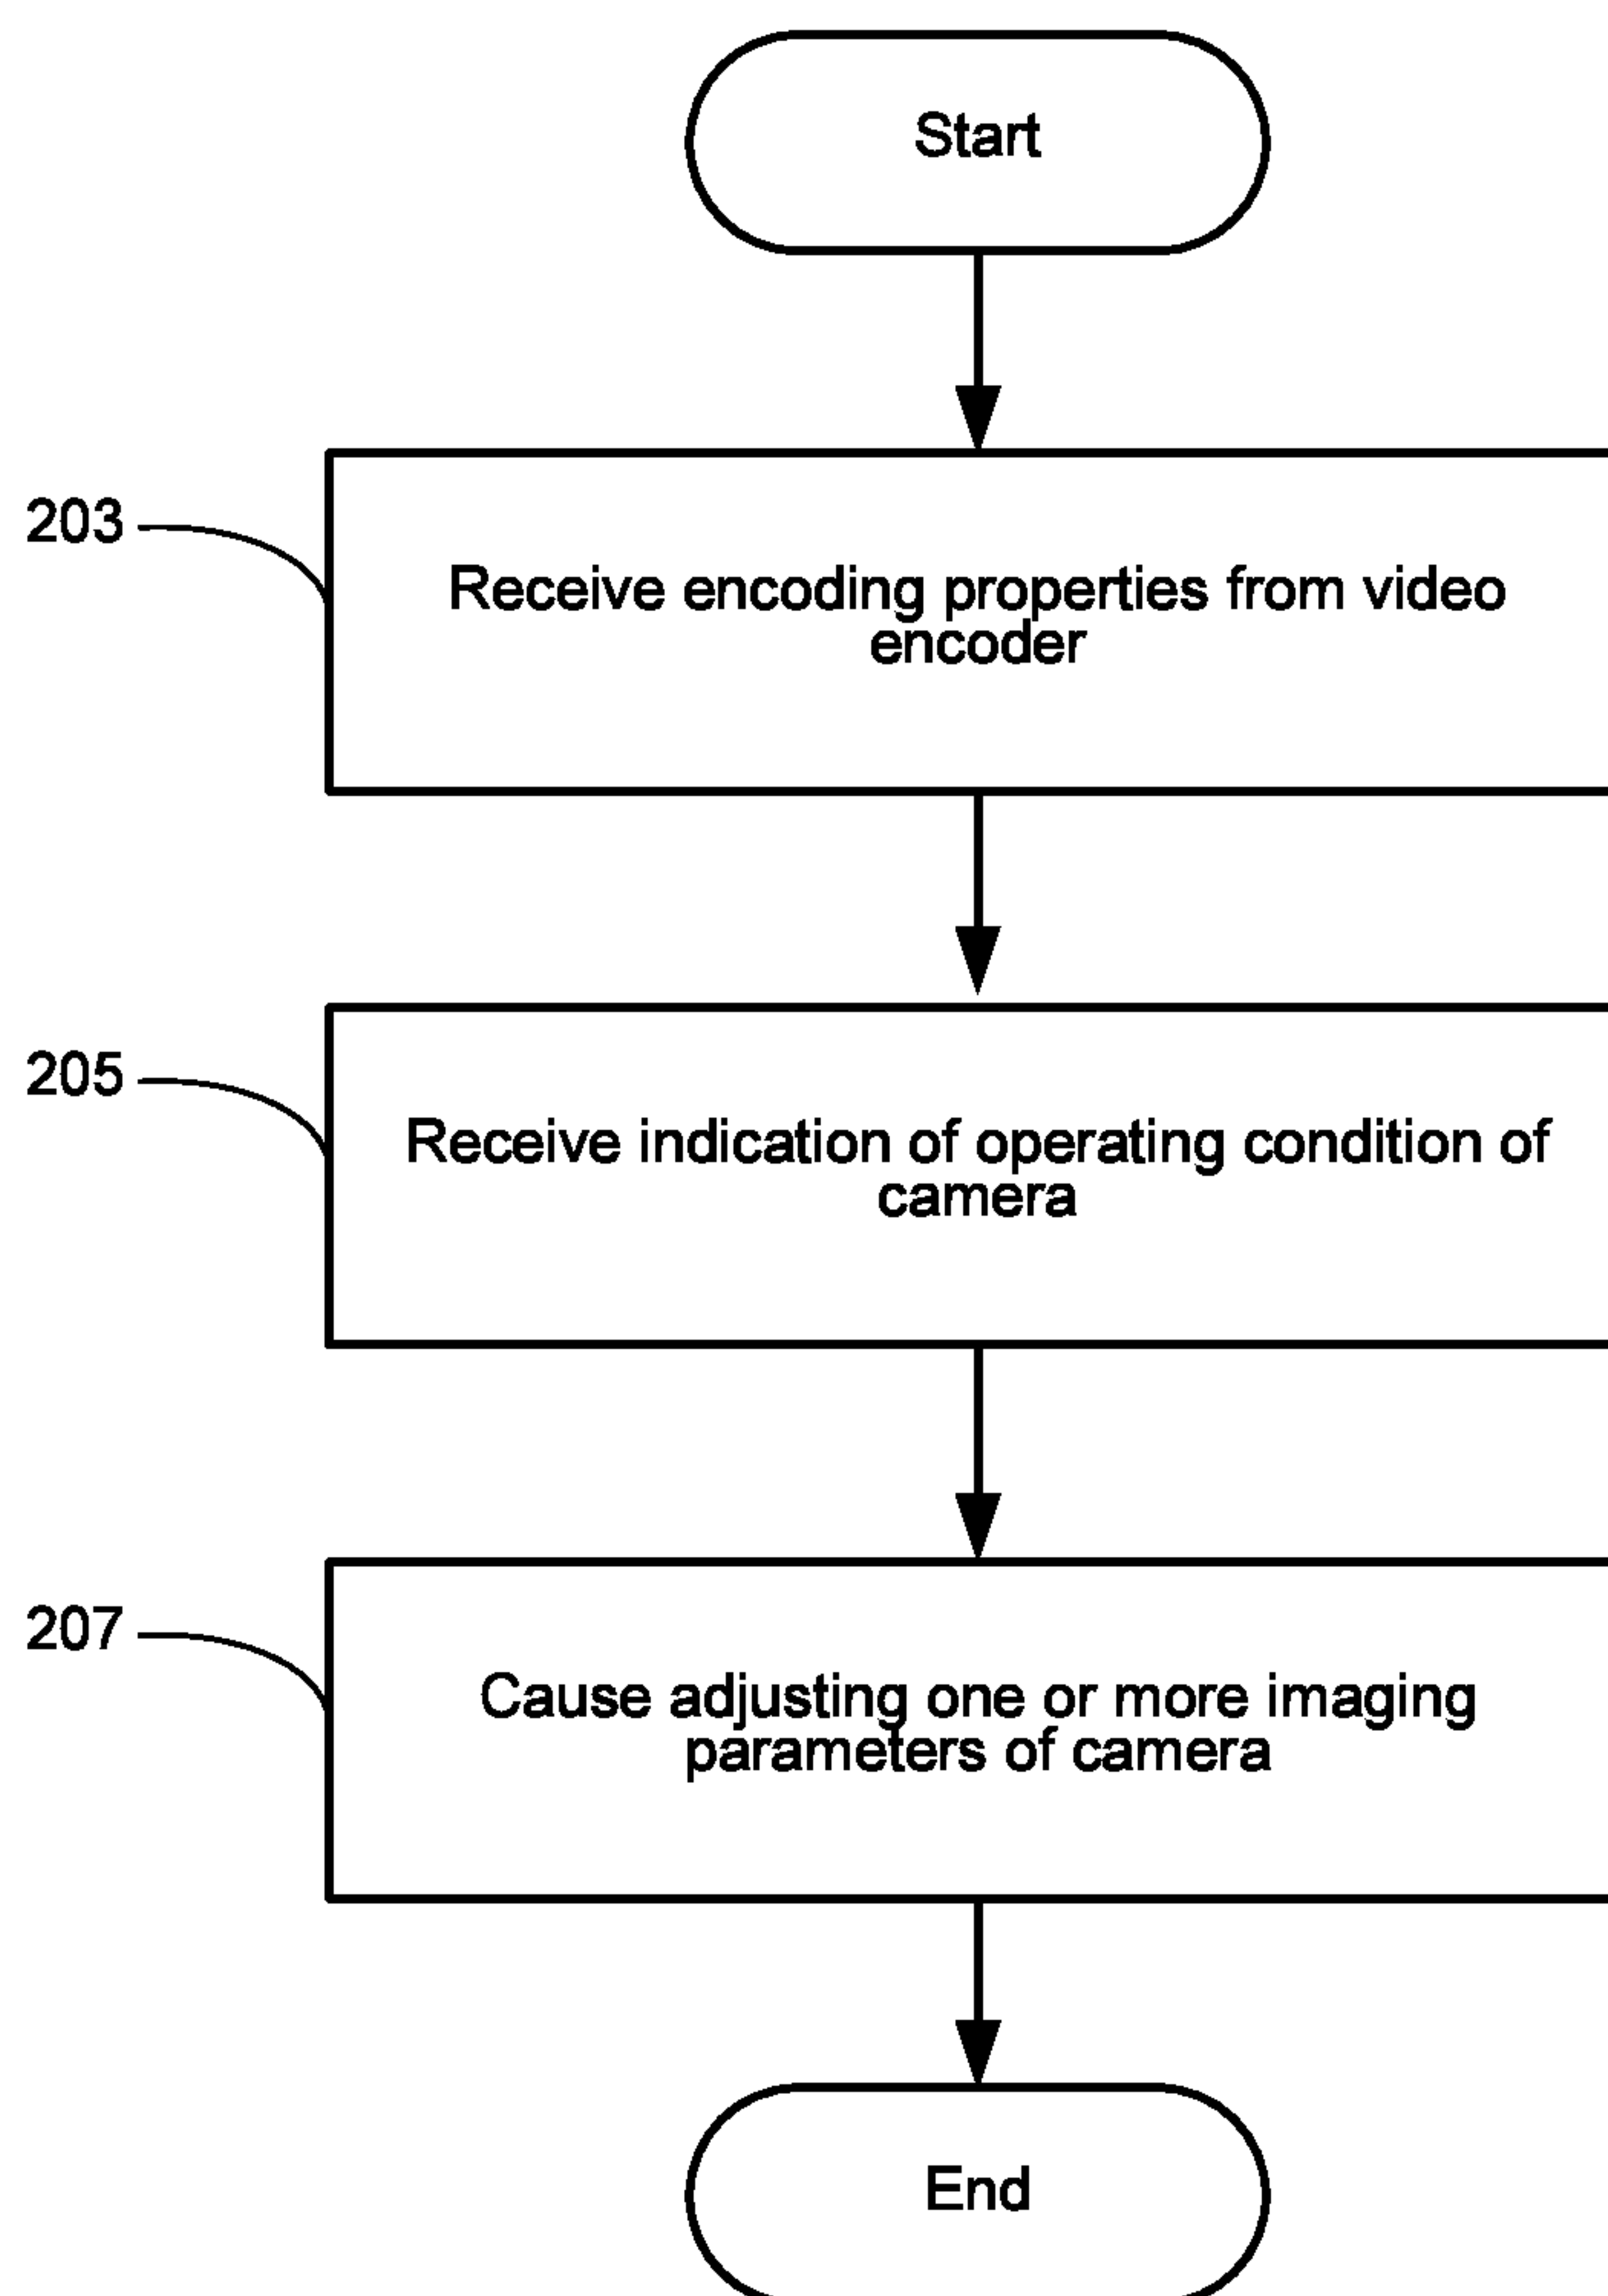 Start
203
Receive encoding properties from video
encoder
205
Receive indication of operating condition of
camera
207
Cause adjusting one or more imaging
parameters of camera
End